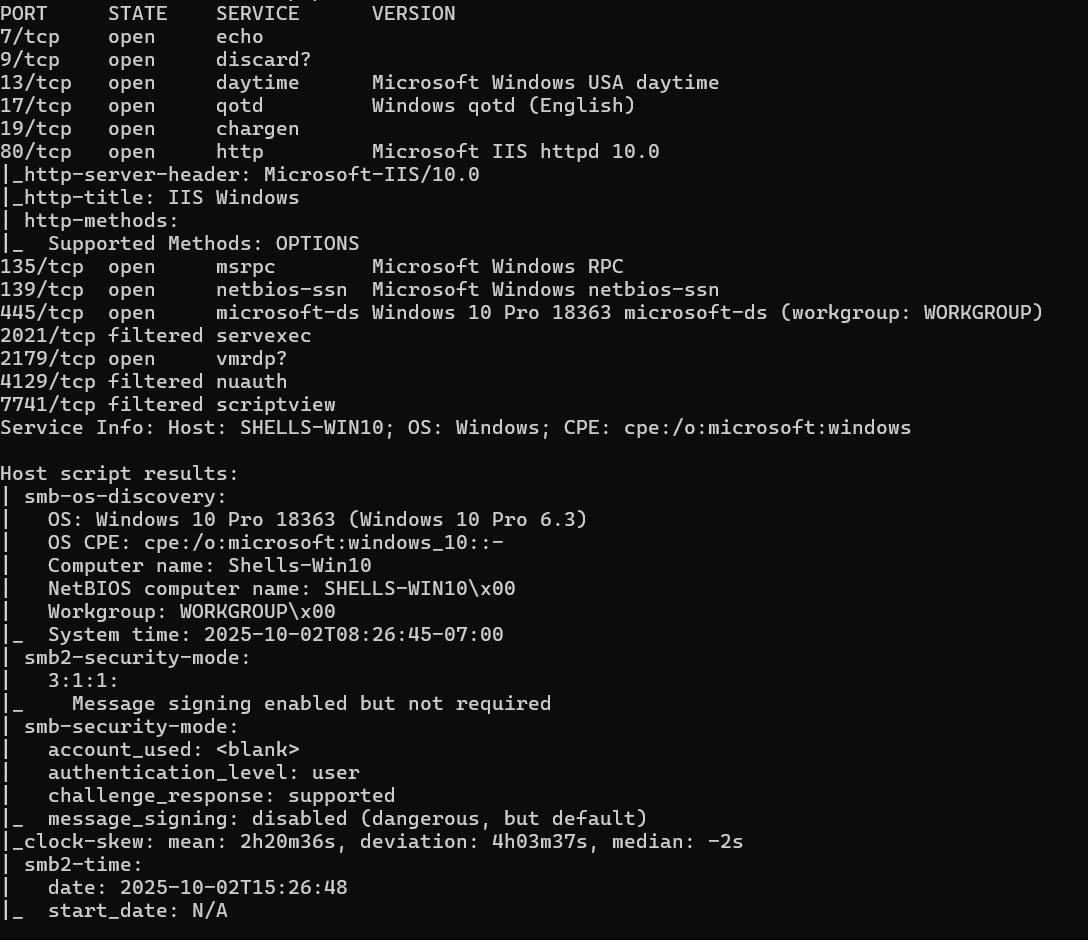 PORT     STATE    SERVICE      VERSION
7/tcp    open     echo
9/tcp    open     discard?
13/tcp   open     daytime      Microsoft Windows USA daytime
17/tcp   open     qotd         Windows qotd (English)
19/tcp   open     chargen
80/tcp   open     http         Microsoft IIS httpd 10.0
|_http-server-header: Microsoft-IIS/10.0
|_http-title: IIS Windows
| http-methods:
|_  Supported Methods: OPTIONS
135/tcp  open     msrpc        Microsoft Windows RPC
139/tcp  open     netbios-ssn  Microsoft Windows netbios-ssn
445/tcp  open     microsoft-ds Windows 10 Pro 18363 microsoft-ds (workgroup: WORKGROUP)
2021/tcp filtered servexec
2179/tcp open     vmrdp?
4129/tcp filtered nuauth
7741/tcp filtered scriptview
Service Info: Host: SHELLS-WIN10; OS: Windows; CPE: cpe:/o:microsoft:windows

Host script results:
| smb-os-discovery:
|   OS: Windows 10 Pro 18363 (Windows 10 Pro 6.3)
|   OS CPE: cpe:/o:microsoft:windows_10::-
|   Computer name: Shells-Win10
|   NetBIOS computer name: SHELLS-WIN10\x00
|   Workgroup: WORKGROUP\x00
|_  System time: 2025-10-02T08:26:45-07:00
| smb2-security-mode:
|   3:1:1:
|_    Message signing enabled but not required
| smb-security-mode:
|   account_used: <blank>
|   authentication_level: user
|   challenge_response: supported
|_  message_signing: disabled (dangerous, but default)
|_clock-skew: mean: 2h20m36s, deviation: 4h03m37s, median: -2s
| smb2-time:
|   date: 2025-10-02T15:26:48
|_  start_date: N/A